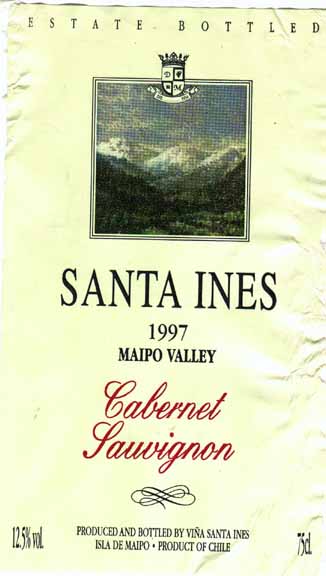 ESTATE BOTTLED
D
M
SANTA INES
1997
MAIPO VALLEY
Cabernet
Sauvignon
12.5% vol.
PRODUCED AND BOTTLED BY VIÑA SANTA INES
ISLA DE MAIPO • PRODUCT OF CHILE
75cl.